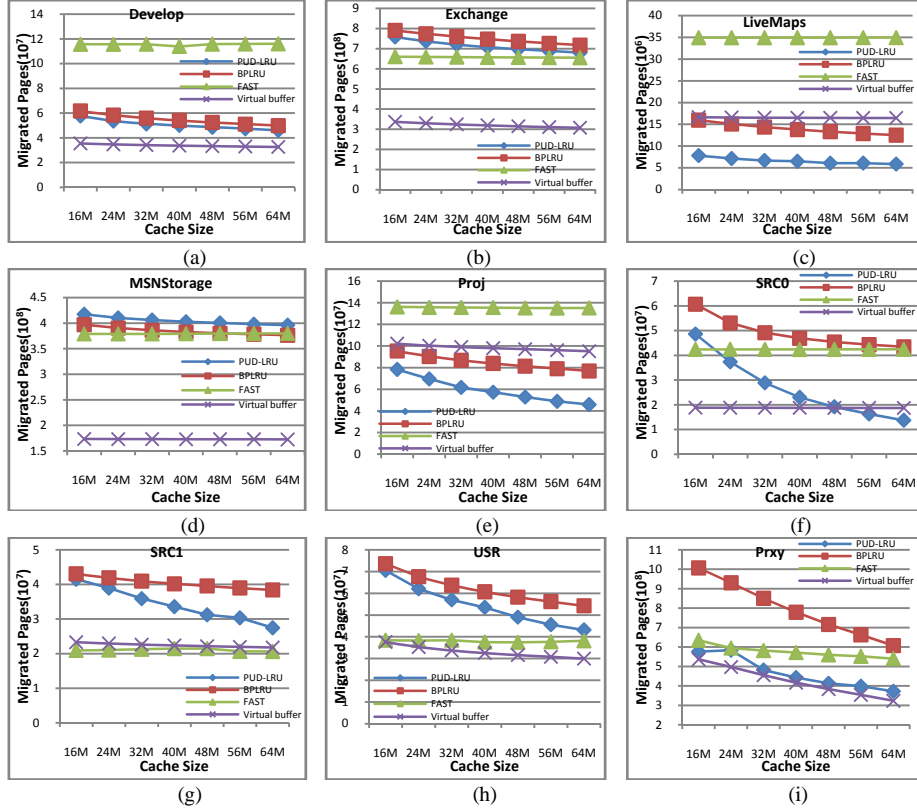 Develop
Migrated Pages(10⁷)
14
12
10
8
6
4
2
0
PUD-LRU
BPLRU
FAST
Virtual buffer
16M 24M 32M 40M 48M 56M 64M
Cache Size
(a)
Exchange
Migrated Pages(10⁸)
9
8
7
6
5
4
3
2
1
0
PUD-LRU
BPLRU
FAST
Virtual buffer
16M 24M 32M 40M 48M 56M 64M
Cache Size
(b)
LiveMaps
Migrated Pages(10⁶)
40
35
30
25
20
15
10
5
0
PUD-LRU
BPLRU
FAST
Virtual buffer
16M 24M 32M 40M 48M 56M 64M
Cache Size
(c)
MSNStorage
Migrated Pages(10⁸)
4.5
4
3.5
3
2.5
2
1.5
PUD-LRU
BPLRU
FAST
Virtual buffer
16M 24M 32M 40M 48M 56M 64M
Cache Size
(d)
Proj
Migrated Pages(10⁷)
16
14
12
10
8
6
4
2
0
PUD-LRU
BPLRU
FAST
Virtual buffer
16M 24M 32M 40M 48M 56M 64M
Cache Size
(e)
SRC0
Migrated Pages(10⁷)
7
6
5
4
3
2
1
0
PUD-LRU
BPLRU
FAST
Virtual buffer
16M 24M 32M 40M 48M 56M 64M
Cache Size
(f)
SRC1
Migrated Pages(10⁷)
5
4
3
2
1
0
PUD-LRU
BPLRU
FAST
Virtual buffer
16M 24M 32M 40M 48M 56M 64M
Cache Size
(g)
USR
Migrated Pages(10⁷)
8
7
6
5
4
3
2
1
0
PUD-LRU
BPLRU
FAST
Virtual buffer
16M 24M 32M 40M 48M 56M 64M
Cache Size
(h)
Prxy
Migrated Pages(10⁸)
11
10
9
8
7
6
5
4
3
2
PUD-LRU
BPLRU
FAST
Virtual buffer
16M 24M 32M 40M 48M 56M 64M
Cache Size
(i)